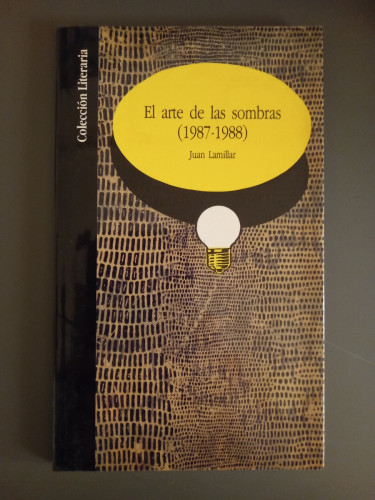 Colección Literaria
El arte de las sombras
(1987-1988)
Juan Lamillar